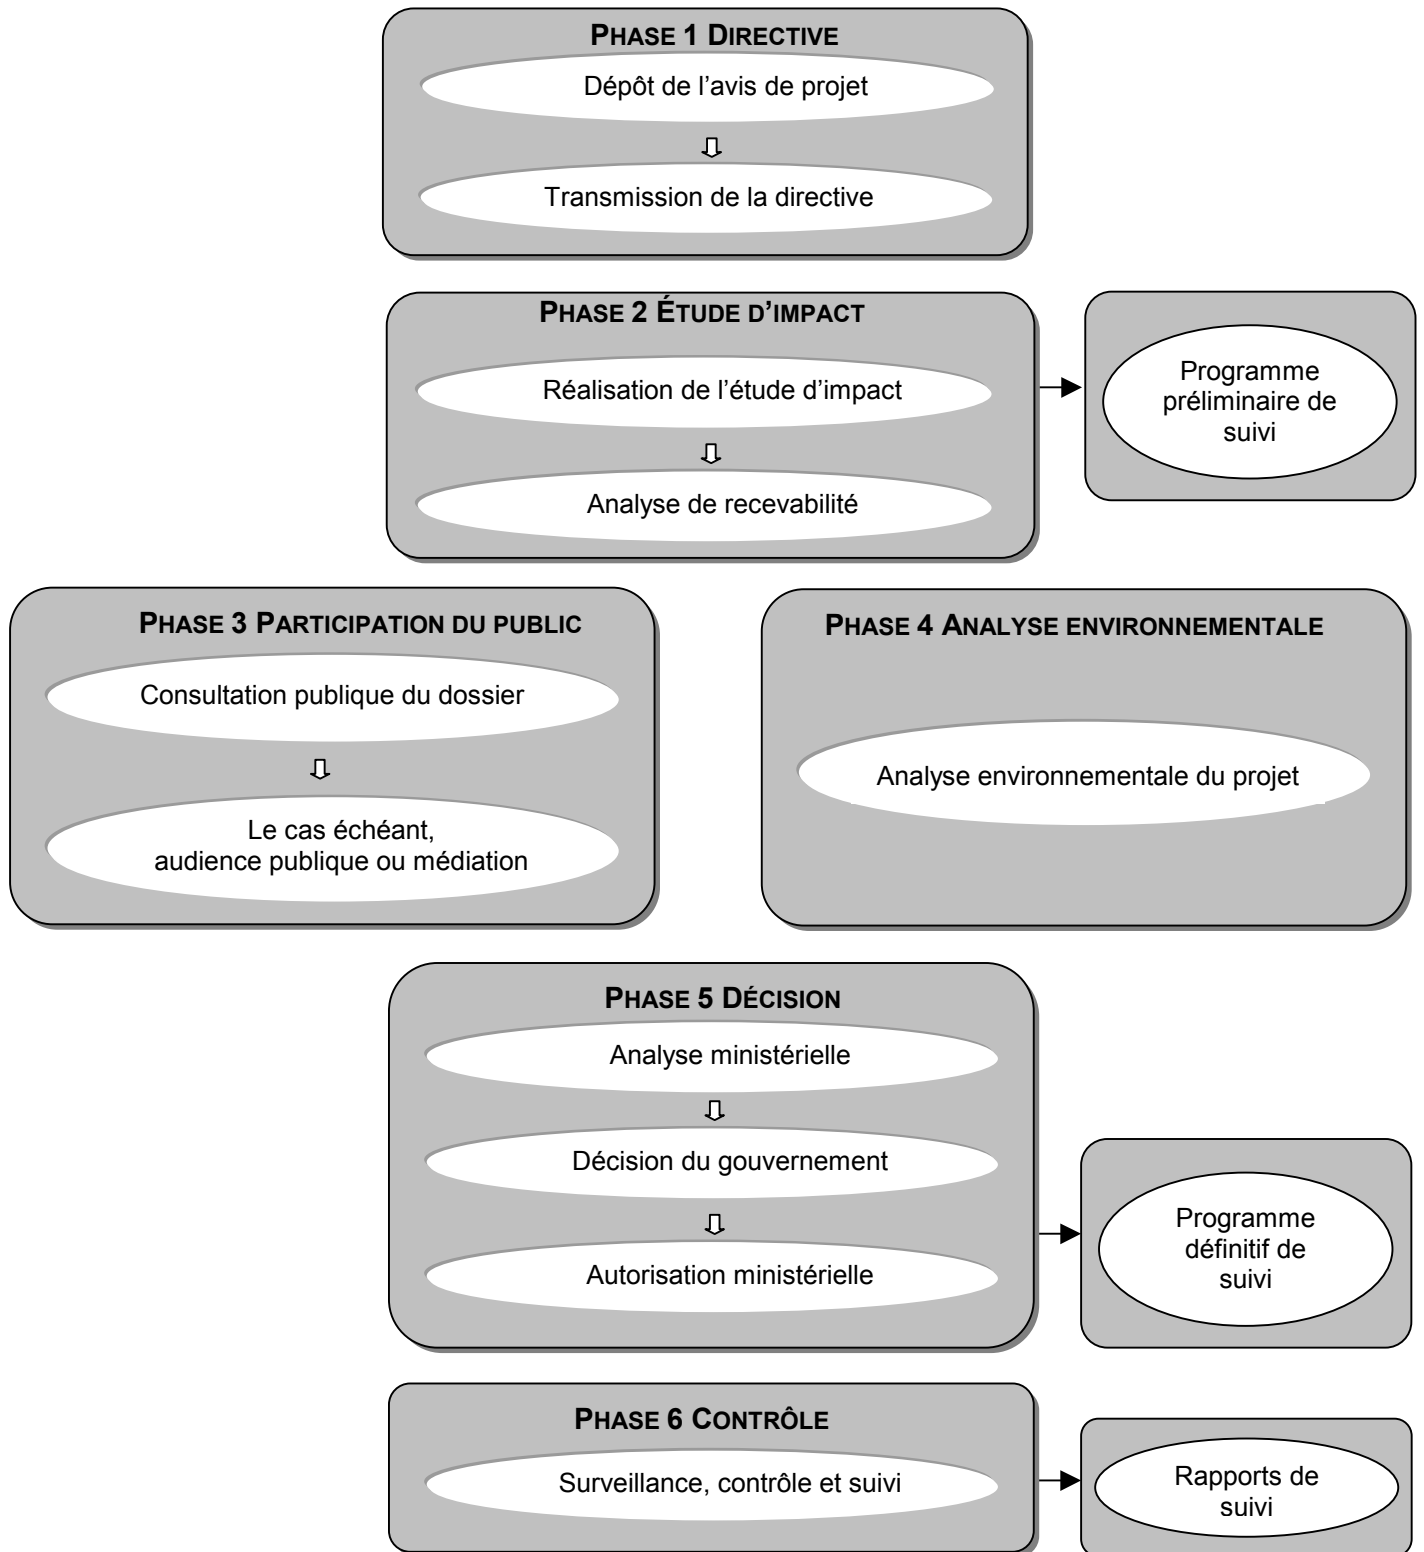 PHASE 1 DIRECTIVE
Dépôt de l’avis de projet
Transmission de la directive
PHASE 2 ÉTUDE D’IMPACT
Réalisation de l’étude d’impact
Analyse de recevabilité
Programme
préliminaire de
suivi
PHASE 3 PARTICIPATION DU PUBLIC
Consultation publique du dossier
Le cas échéant,
audience publique ou médiation
PHASE 4 ANALYSE ENVIRONNEMENTALE
Analyse environnementale du projet
PHASE 5 DÉCISION
Analyse ministérielle
Décision du gouvernement
Autorisation ministérielle
Programme
définitif de
suivi
PHASE 6 CONTRÔLE
Surveillance, contrôle et suivi
Rapports de
suivi